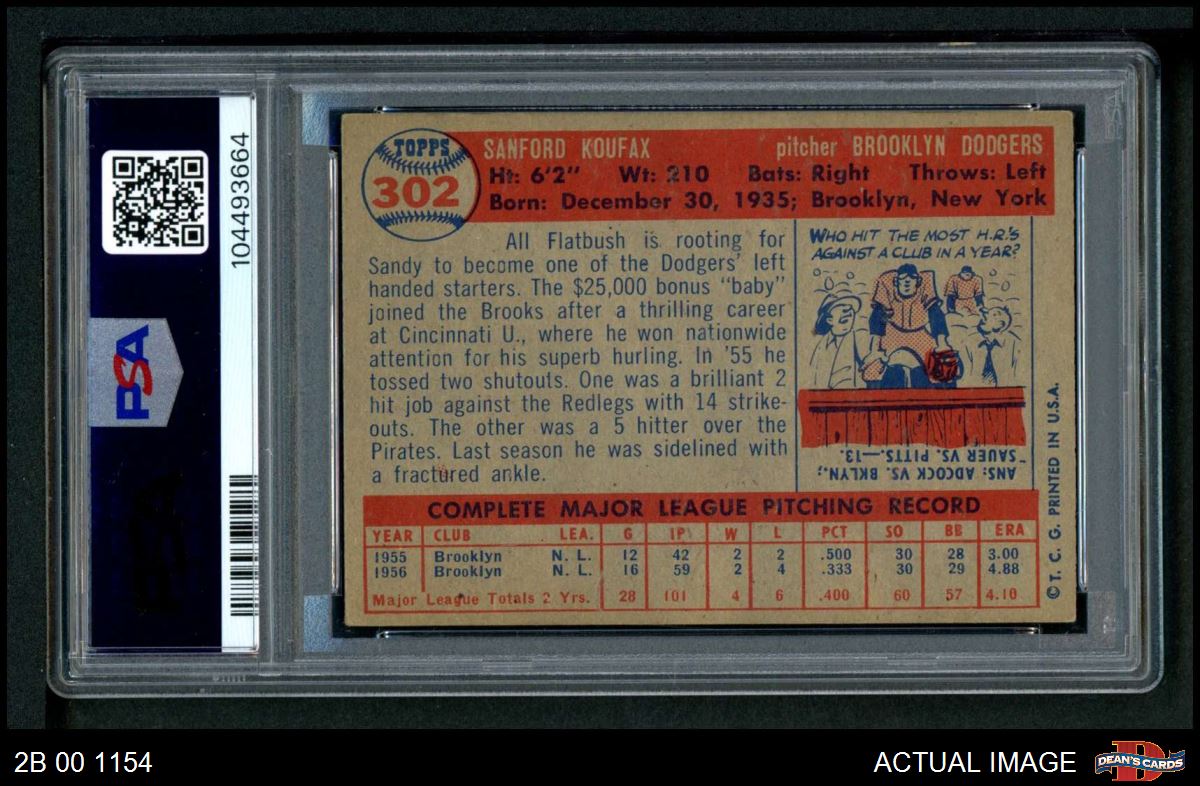 104493664
PSA
TOPPS
302
SANFORD KOUFAX pitcher BROOKLYN DODGERS
Ht: 6'2" Wt: 210 Bats: Right Throws: Left
Born: December 30, 1935; Brooklyn, New York
All Flatbush is rooting for
Sandy to become one of the Dodgers' left
handed starters. The $25,000 bonus "baby"
joined the Brooks after a thrilling career
at Cincinnati U., where he won nationwide
attention for his superb hurling. In '55 he
tossed two shutouts. One was a brilliant 2
hit job against the Redlegs with 14 strike-
outs. The other was a 5 hitter over the
Pirates. Last season he was sidelined with
a fractured ankle.
WHO HIT THE MOST H.R.'S
AGAINST A CLUB IN A YEAR?
ANS: ADCOCK VS. BKLYN.;
SAUER VS. PITTS.—13.
COMPLETE MAJOR LEAGUE PITCHING RECORD
YEAR CLUB LEA. G IP W L PCT SO BB ERA
1955 Brooklyn N. L. 12 42 2 2 .500 30 28 3.00
1956 Brooklyn N. L. 16 59 2 4 .333 30 29 4.88
Major League Totals 2 Yrs. 28 101 4 6 .400 60 57 4.10
© T. C. G. PRINTED IN U.S.A.
2B 00 1154
ACTUAL IMAGE
DEAN'S CARDS